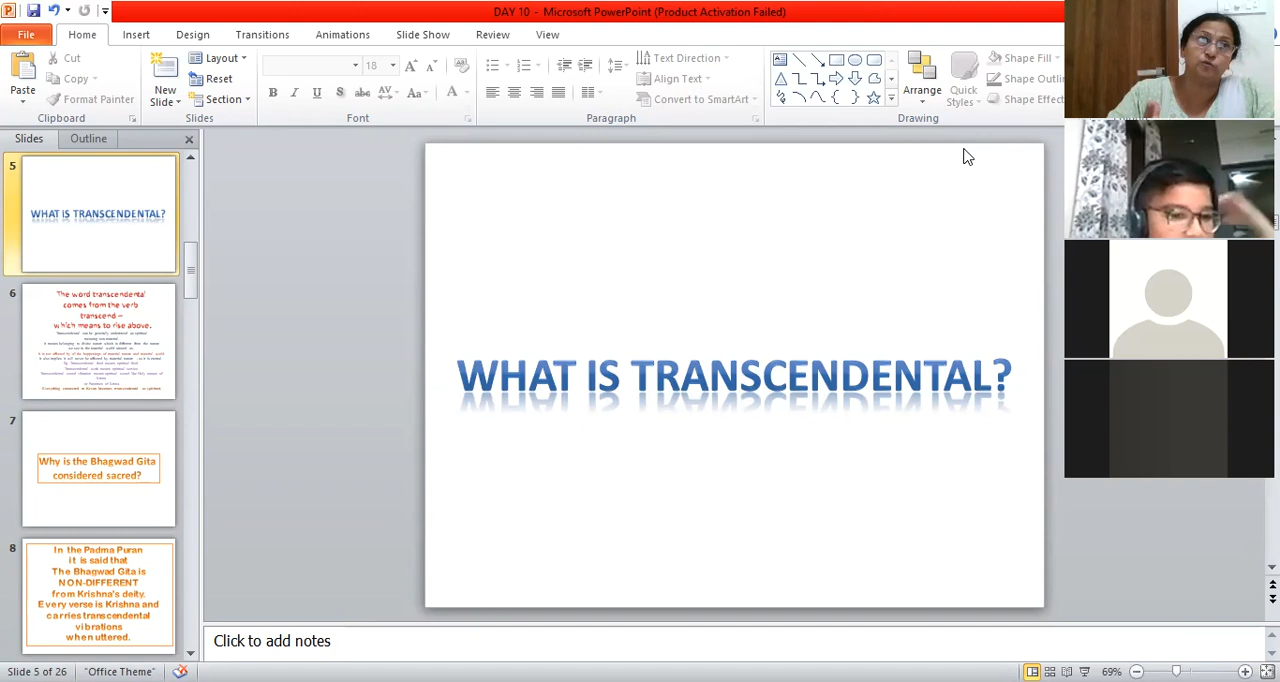 DAY 10 - Microsoft PowerPoint (Product Activation Failed)
File Home Insert Design Transitions Animations Slide Show Review View
Paste
Cut
Copy
Format Painter
Clipboard
New
Slide
Layout
Reset
Section
Slides
18
B I U S abc AV Aa A
Font
Text Direction
Align Text
Convert to SmartArt
Paragraph
Arrange
Quick
Styles
Shape Fill
Shape Outli
Shape Effect
Drawing
Slides Outline
5
WHAT IS TRANSCENDENTAL?
6
The word transcendental
comes from the verb
transcend –
which means to rise above.
7
Why is the Bhagwad Gita
considered sacred?
8
In the Padma Puran
it is said that
The Bhagwad Gita is
NON-DIFFERENT
from Krishna's deity.
Every verse is Krishna and
carries transcendental
vibrations
when uttered.
WHAT IS TRANSCENDENTAL?
Click to add notes
Slide 5 of 26 "Office Theme" 69%